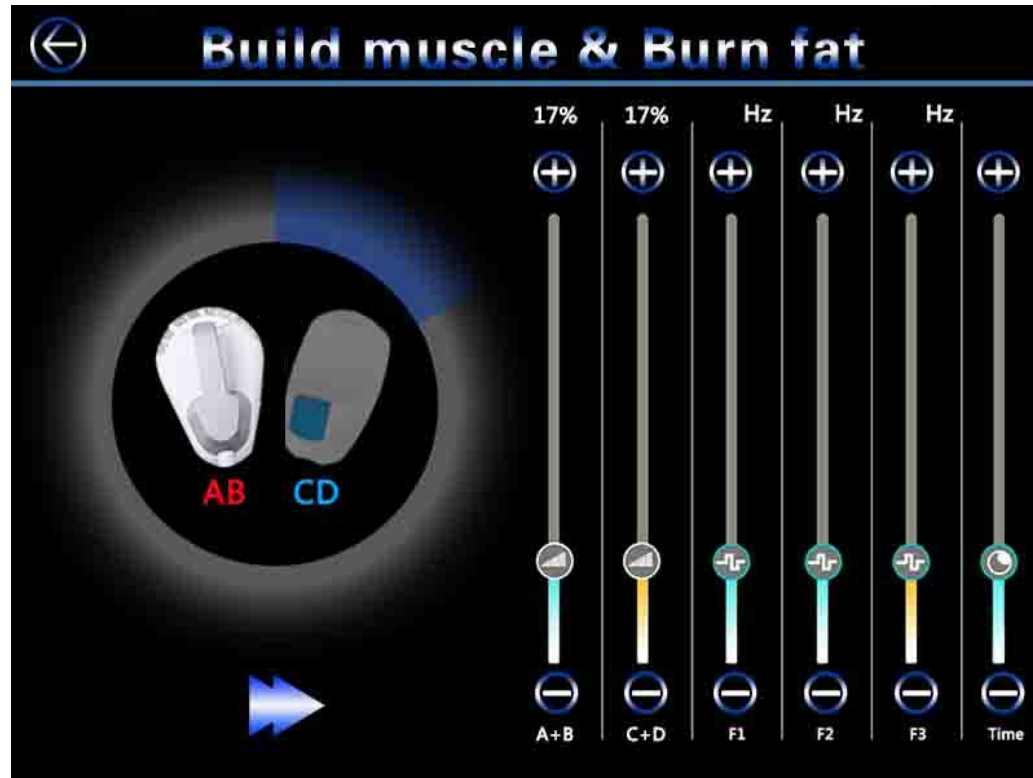 Build muscle & Burn fat
17% 17% Hz Hz Hz
AB CD
A+B C+D F1 F2 F3 Time